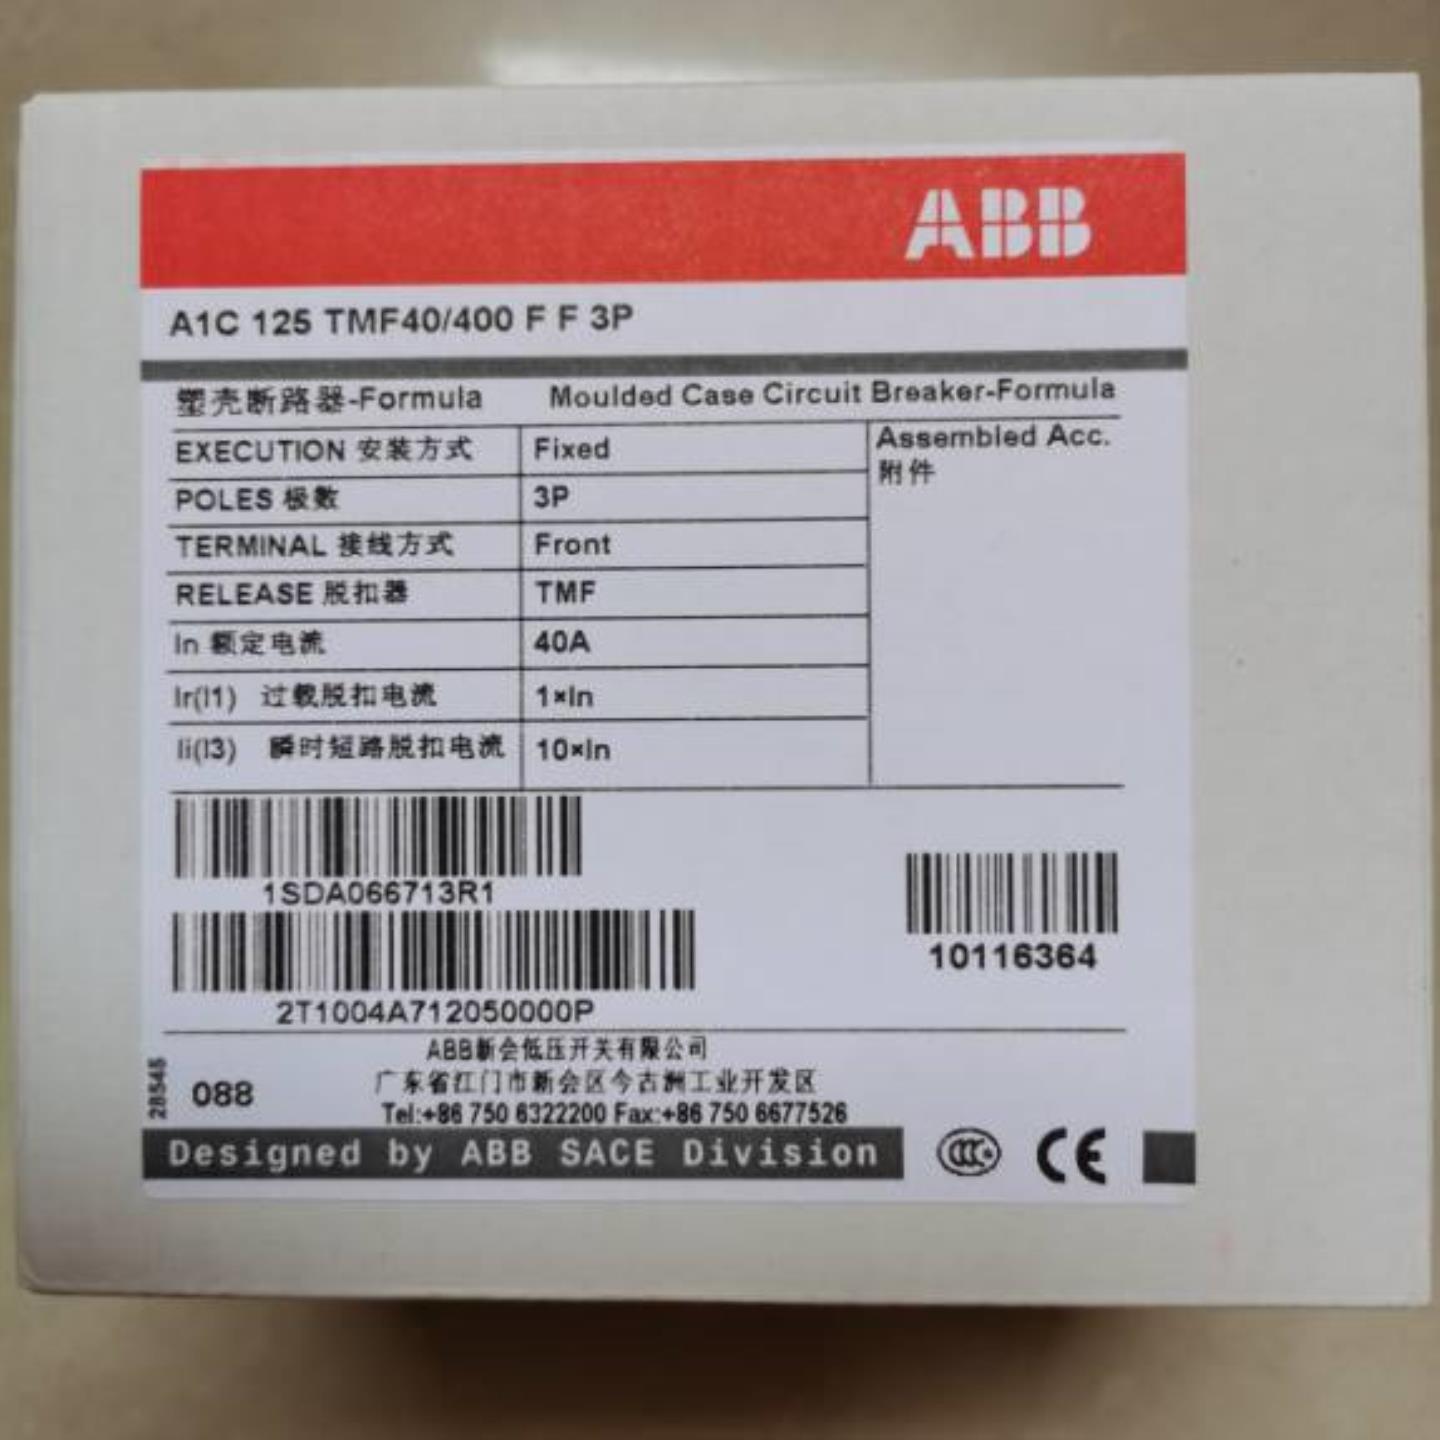 ABB
A1C 125 TMF40/400 F F 3P
塑壳断路器-Formula Moulded Case Circuit Breaker-Formula
EXECUTION 安装方式 Fixed Assembled Acc.
附件
POLES 极数 3P
TERMINAL 接线方式 Front
RELEASE 脱扣器 TMF
In 额定电流 40A
Ir(I1) 过载脱扣电流 1×In
Ii(I3) 瞬时短路脱扣电流 10×In
1SDA066713R1
10116364
2T1004A712050000P
ABB新会低压开关有限公司
广东省江门市新会区今古洲工业开发区
Tel:+86 750 6322200 Fax:+86 750 6677526
28545
088
Designed by ABB SACE Division
CCC CE